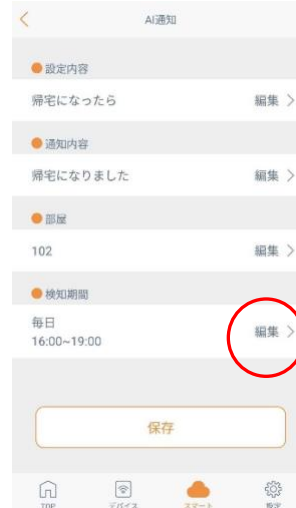 AI通知
設定内容
帰宅になったら 編集
通知内容
帰宅になりました 編集
部屋
102 編集
検知期間
毎日
16:00~19:00 編集
保存
TOP デバイス スマート 設定